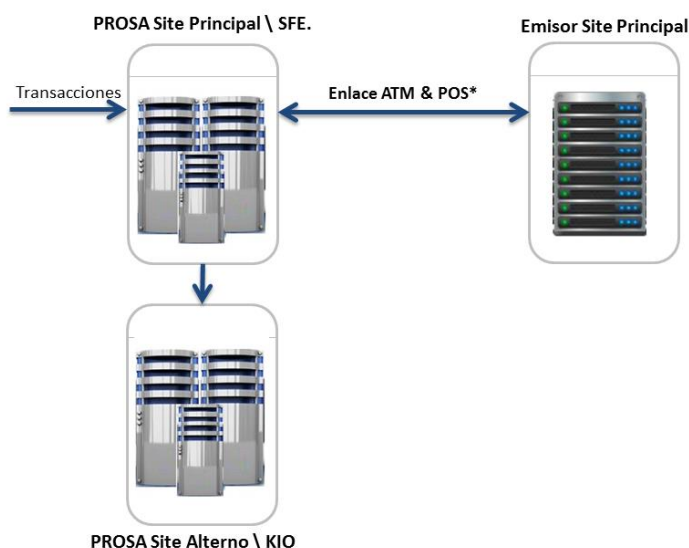 PROSA Site Principal \ SFE.
Emisor Site Principal
Transacciones
Enlace ATM & POS*
PROSA Site Alterno \ KIO